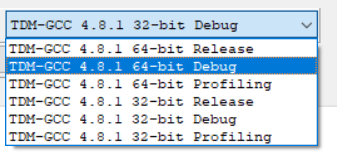 TDM-GCC 4.8.1 32-bit Debug
TDM-GCC 4.8.1 64-bit Release
TDM-GCC 4.8.1 64-bit Debug
TDM-GCC 4.8.1 64-bit Profiling
TDM-GCC 4.8.1 32-bit Release
TDM-GCC 4.8.1 32-bit Debug
TDM-GCC 4.8.1 32-bit Profiling